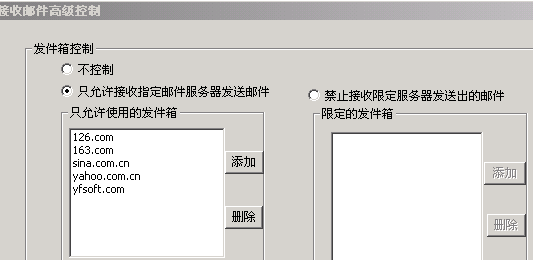 接收邮件高级控制
发件箱控制
不控制
只允许接收指定邮件服务器发送邮件
禁止接收限定服务器发送出的邮件
只允许使用的发件箱
限定的发件箱
126.com
163.com
sina.com.cn
yahoo.com.cn
yfsoft.com
添加
删除
添加
删除